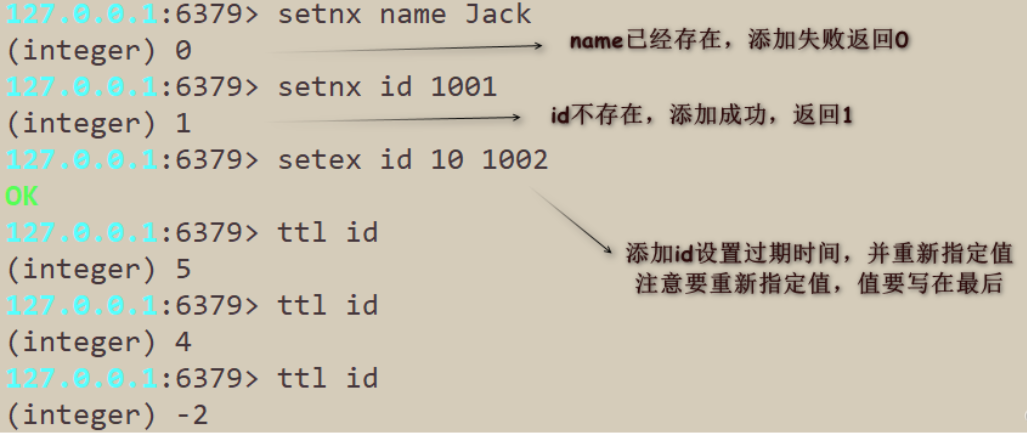 127.0.0.1:6379> setnx name Jack
(integer) 0
name已经存在，添加失败返回0
127.0.0.1:6379> setnx id 1001
(integer) 1
id不存在，添加成功，返回1
127.0.0.1:6379> setex id 10 1002
OK
127.0.0.1:6379> ttl id
(integer) 5
添加id设置过期时间，并重新指定值
注意要重新指定值，值要写在最后
127.0.0.1:6379> ttl id
(integer) 4
127.0.0.1:6379> ttl id
(integer) -2